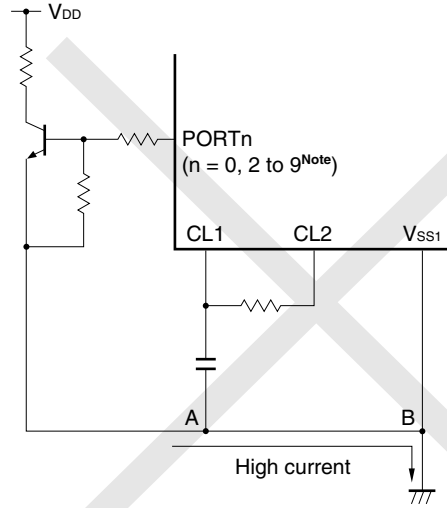 VDD
PORTn
(n = 0, 2 to 9Note)
CL1
CL2
VSS1
A
B
High current